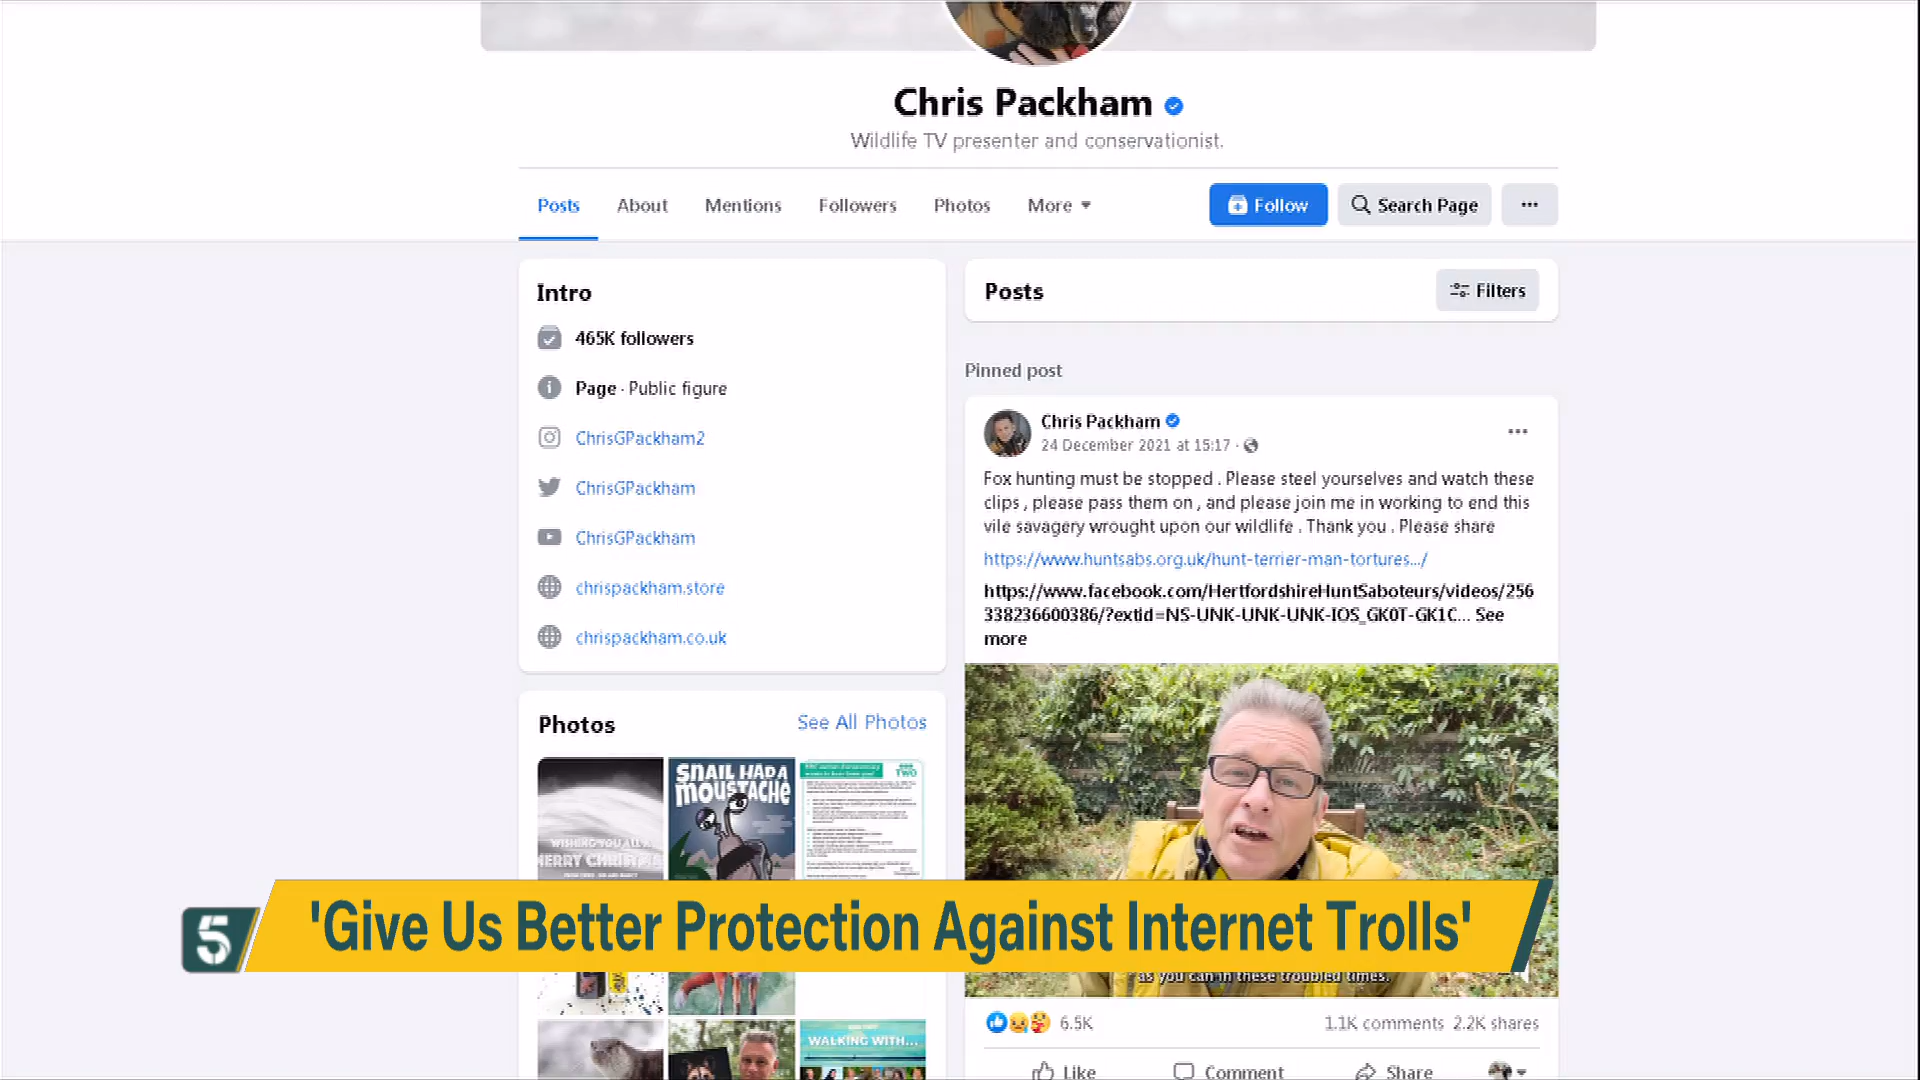 Chris Packham
Wildlife TV presenter and conservationist.
Posts
About
Mentions
Followers
Photos
More
Follow
Search Page
Intro
465K followers
Page · Public figure
ChrisGPackham2
ChrisGPackham
ChrisGPackham
chrispackham.store
chrispackham.co.uk
Photos
See All Photos
SNAIL HAD A
MOUSTACHE
TWO
WISHING YOU ALL A
MERRY CHRISTMAS
WALKING WITH...
Posts
Filters
Pinned post
Chris Packham
24 December 2021 at 15:17 ·
Fox hunting must be stopped . Please steel yourselves and watch these
clips , please pass them on , and please join me in working to end this
vile savagery wrought upon our wildlife . Thank you . Please share
https://www.huntsabs.org.uk/hunt-terrier-man-tortures.../
https://www.facebook.com/HertfordshireHuntSaboteurs/videos/256
338236600386/?extid=NS-UNK-UNK-UNK-IOS_GK0T-GK1C... See
more
5
'Give Us Better Protection Against Internet Trolls'
as you can in these troubled times.
6.5K
1.1K comments
2.2K shares
Like
Comment
Share